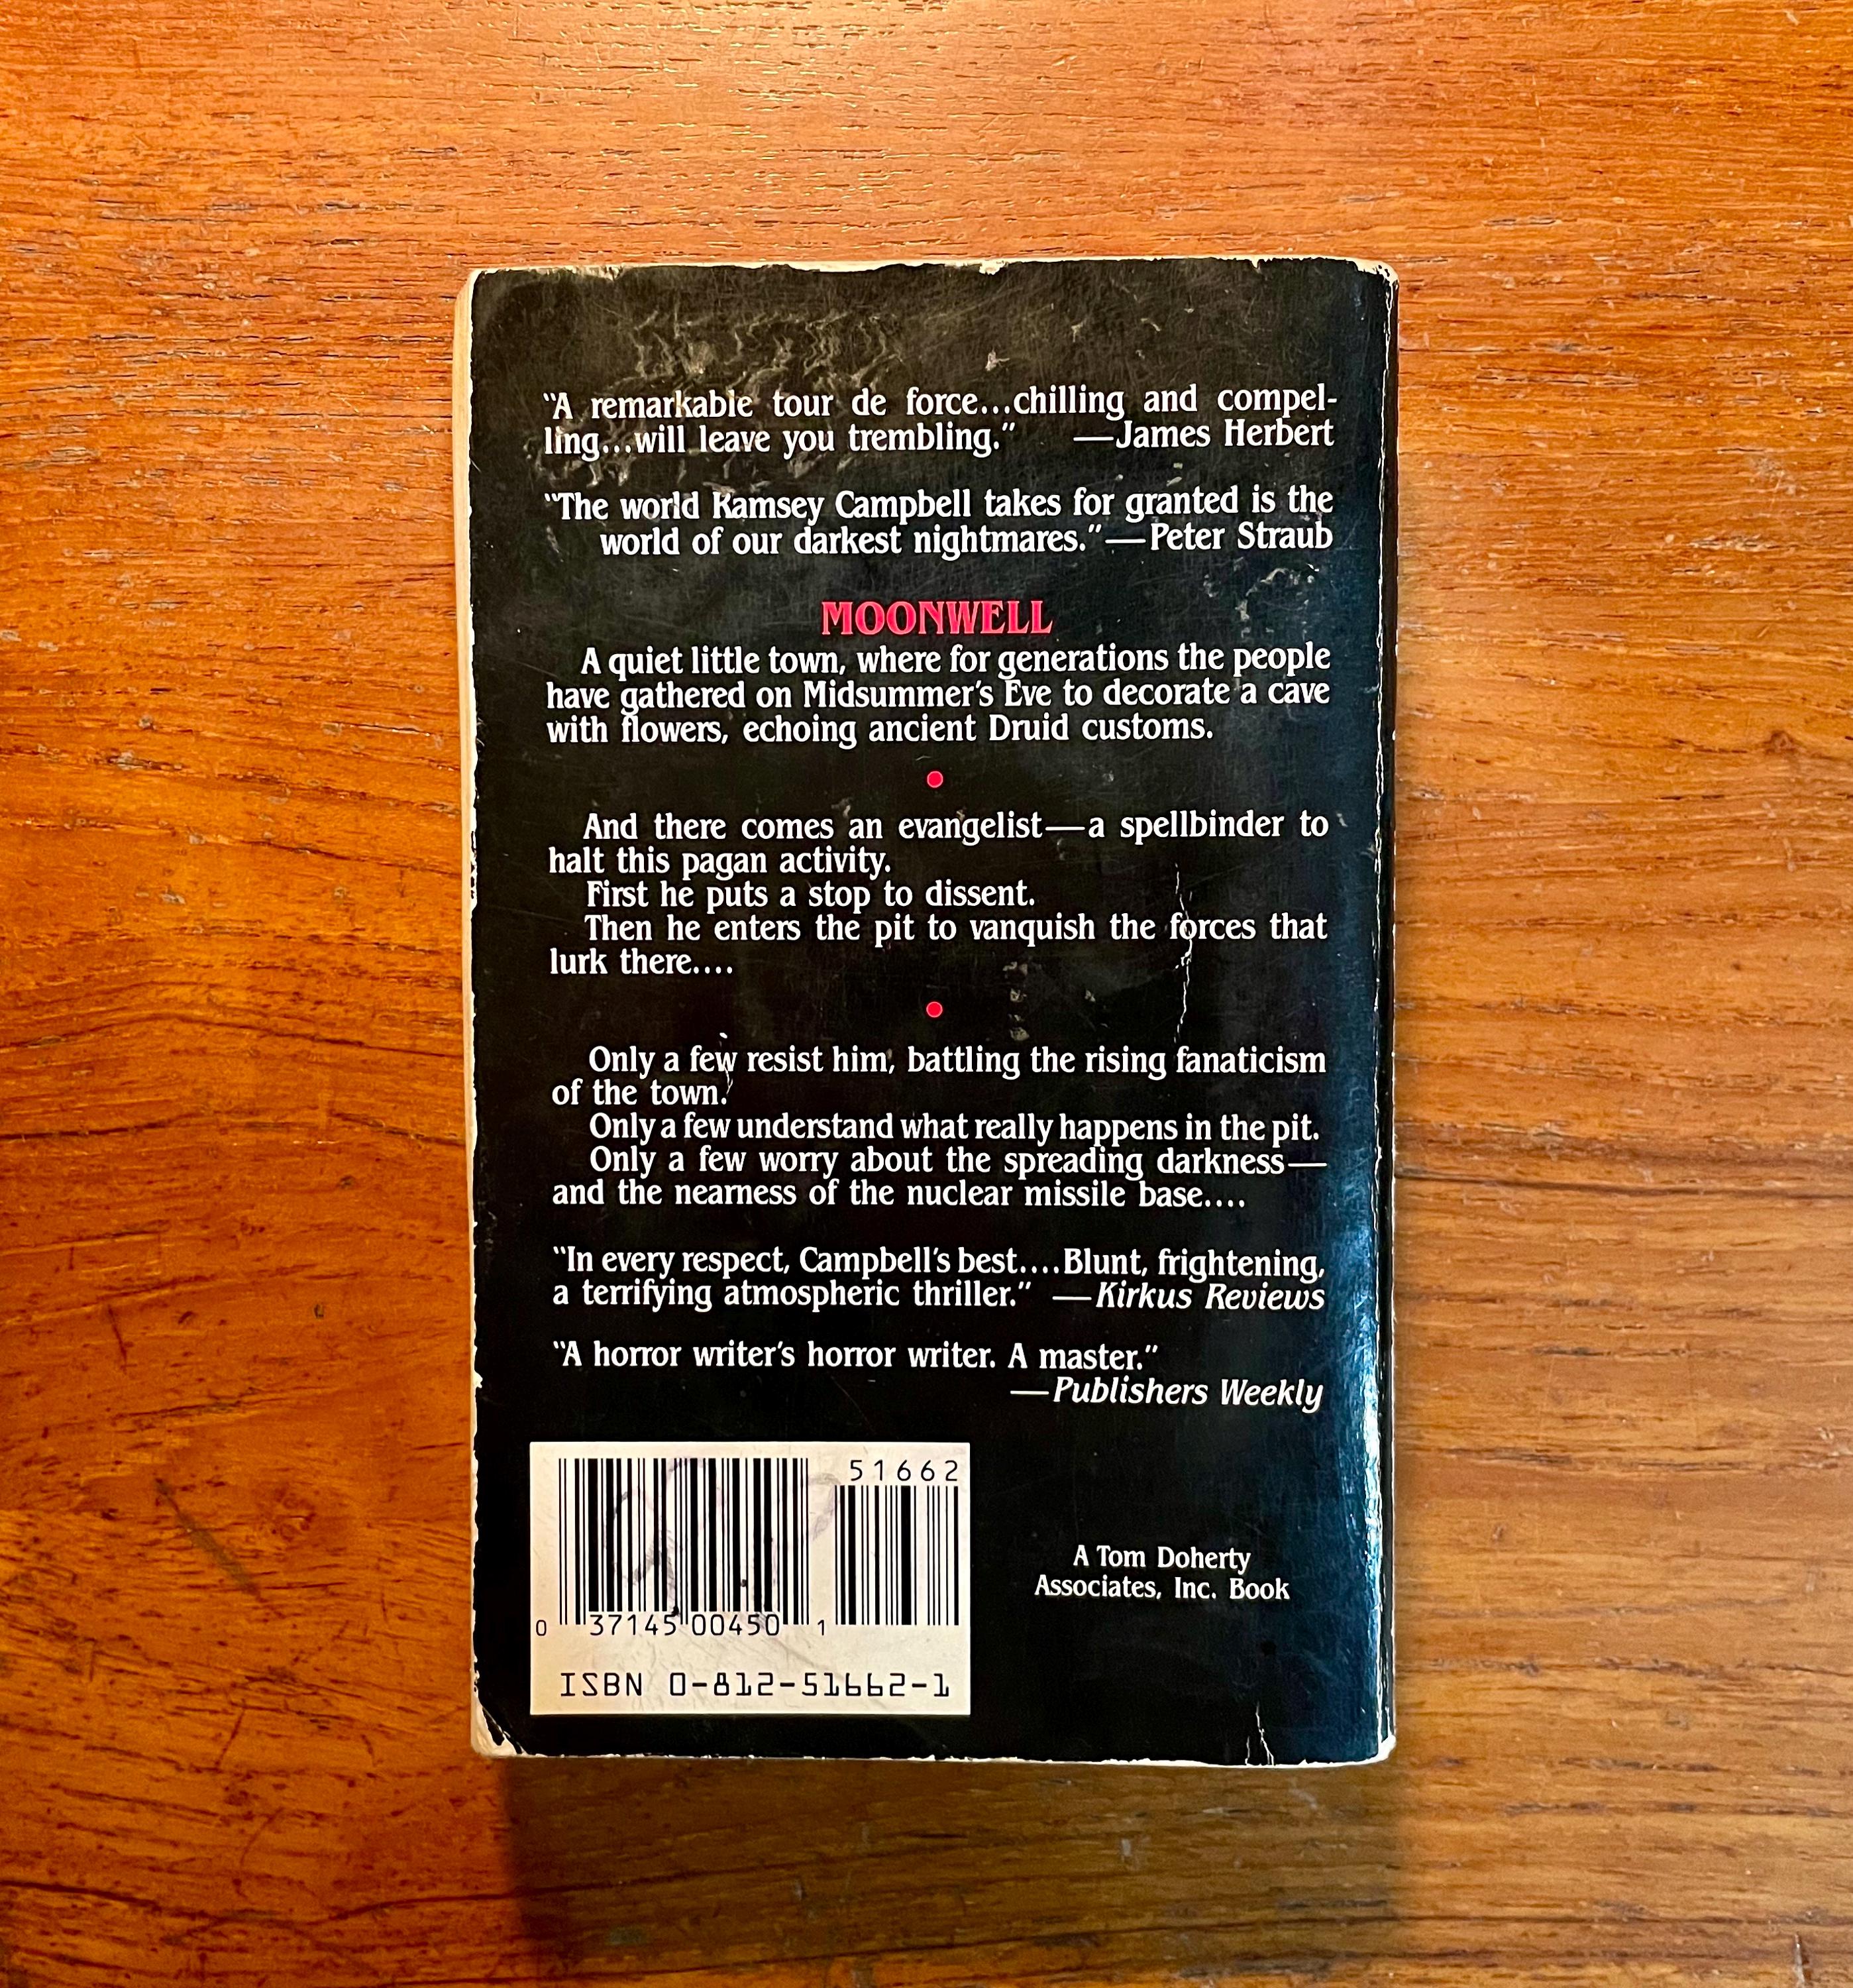 “A remarkable tour de force...chilling and compel-
ling...will leave you trembling.” —James Herbert
“The world Ramsey Campbell takes for granted is the
world of our darkest nightmares.”—Peter Straub
MOONWELL
A quiet little town, where for generations the people
have gathered on Midsummer's Eve to decorate a cave
with flowers, echoing ancient Druid customs.
And there comes an evangelist—a spellbinder to
halt this pagan activity.
First he puts a stop to dissent.
Then he enters the pit to vanquish the forces that
lurk there....
Only a few resist him, battling the rising fanaticism
of the town.
Only a few understand what really happens in the pit.
Only a few worry about the spreading darkness—
and the nearness of the nuclear missile base....
“In every respect, Campbell's best....Blunt, frightening,
a terrifying atmospheric thriller.” —Kirkus Reviews
“A horror writer's horror writer. A master.”
—Publishers Weekly
51662
0 37145 00450 1
ISBN 0-812-51662-1
A Tom Doherty
Associates, Inc. Book